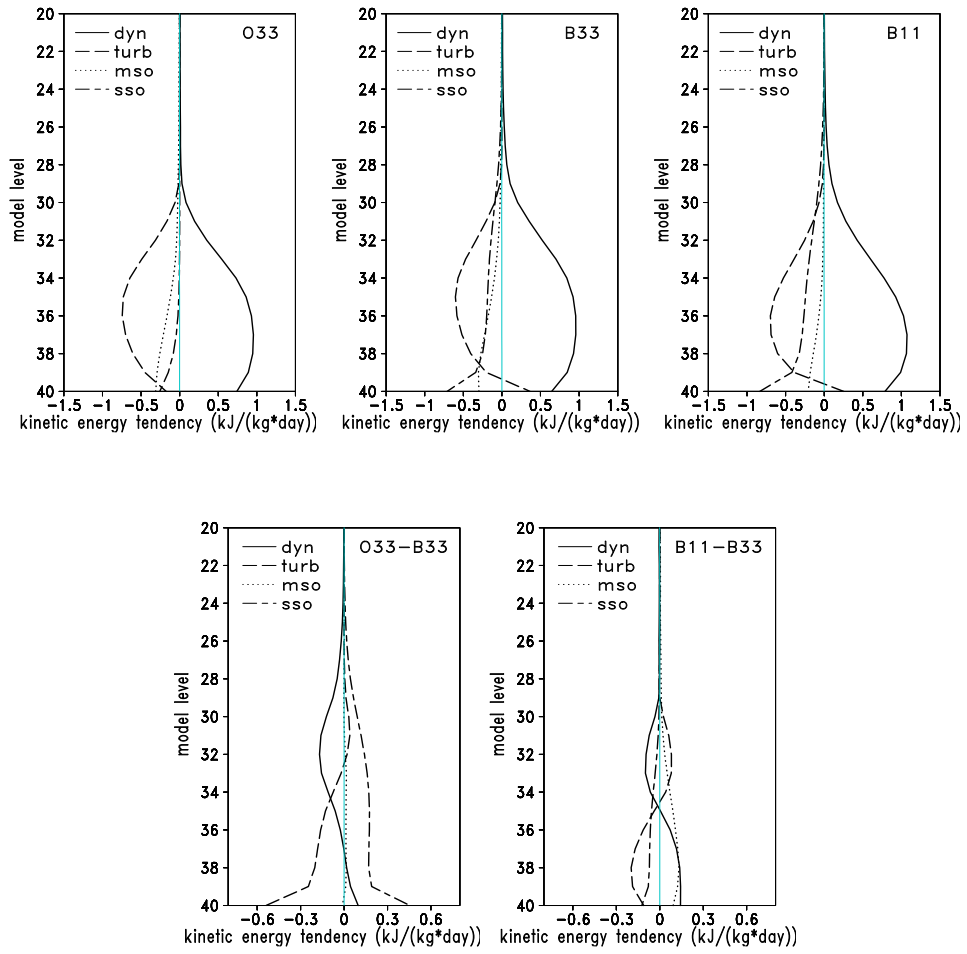 O33
dyn
turb
mso
sso
20
22
24
26
28
30
32
34
36
38
40
model level
−1.5 −1 −0.5 0 0.5 1 1.5
kinetic energy tendency (kJ/(kg*day))
B33
dyn
turb
mso
sso
20
22
24
26
28
30
32
34
36
38
40
model level
−1.5 −1 −0.5 0 0.5 1 1.5
kinetic energy tendency (kJ/(kg*day))
B11
dyn
turb
mso
sso
20
22
24
26
28
30
32
34
36
38
40
model level
−1.5 −1 −0.5 0 0.5 1 1.5
kinetic energy tendency (kJ/(kg*day))
O33−B33
dyn
turb
mso
sso
20
22
24
26
28
30
32
34
36
38
40
model level
−0.6 −0.3 0 0.3 0.6
kinetic energy tendency (kJ/(kg*day))
B11−B33
dyn
turb
mso
sso
20
22
24
26
28
30
32
34
36
38
40
model level
−0.6 −0.3 0 0.3 0.6
kinetic energy tendency (kJ/(kg*day))